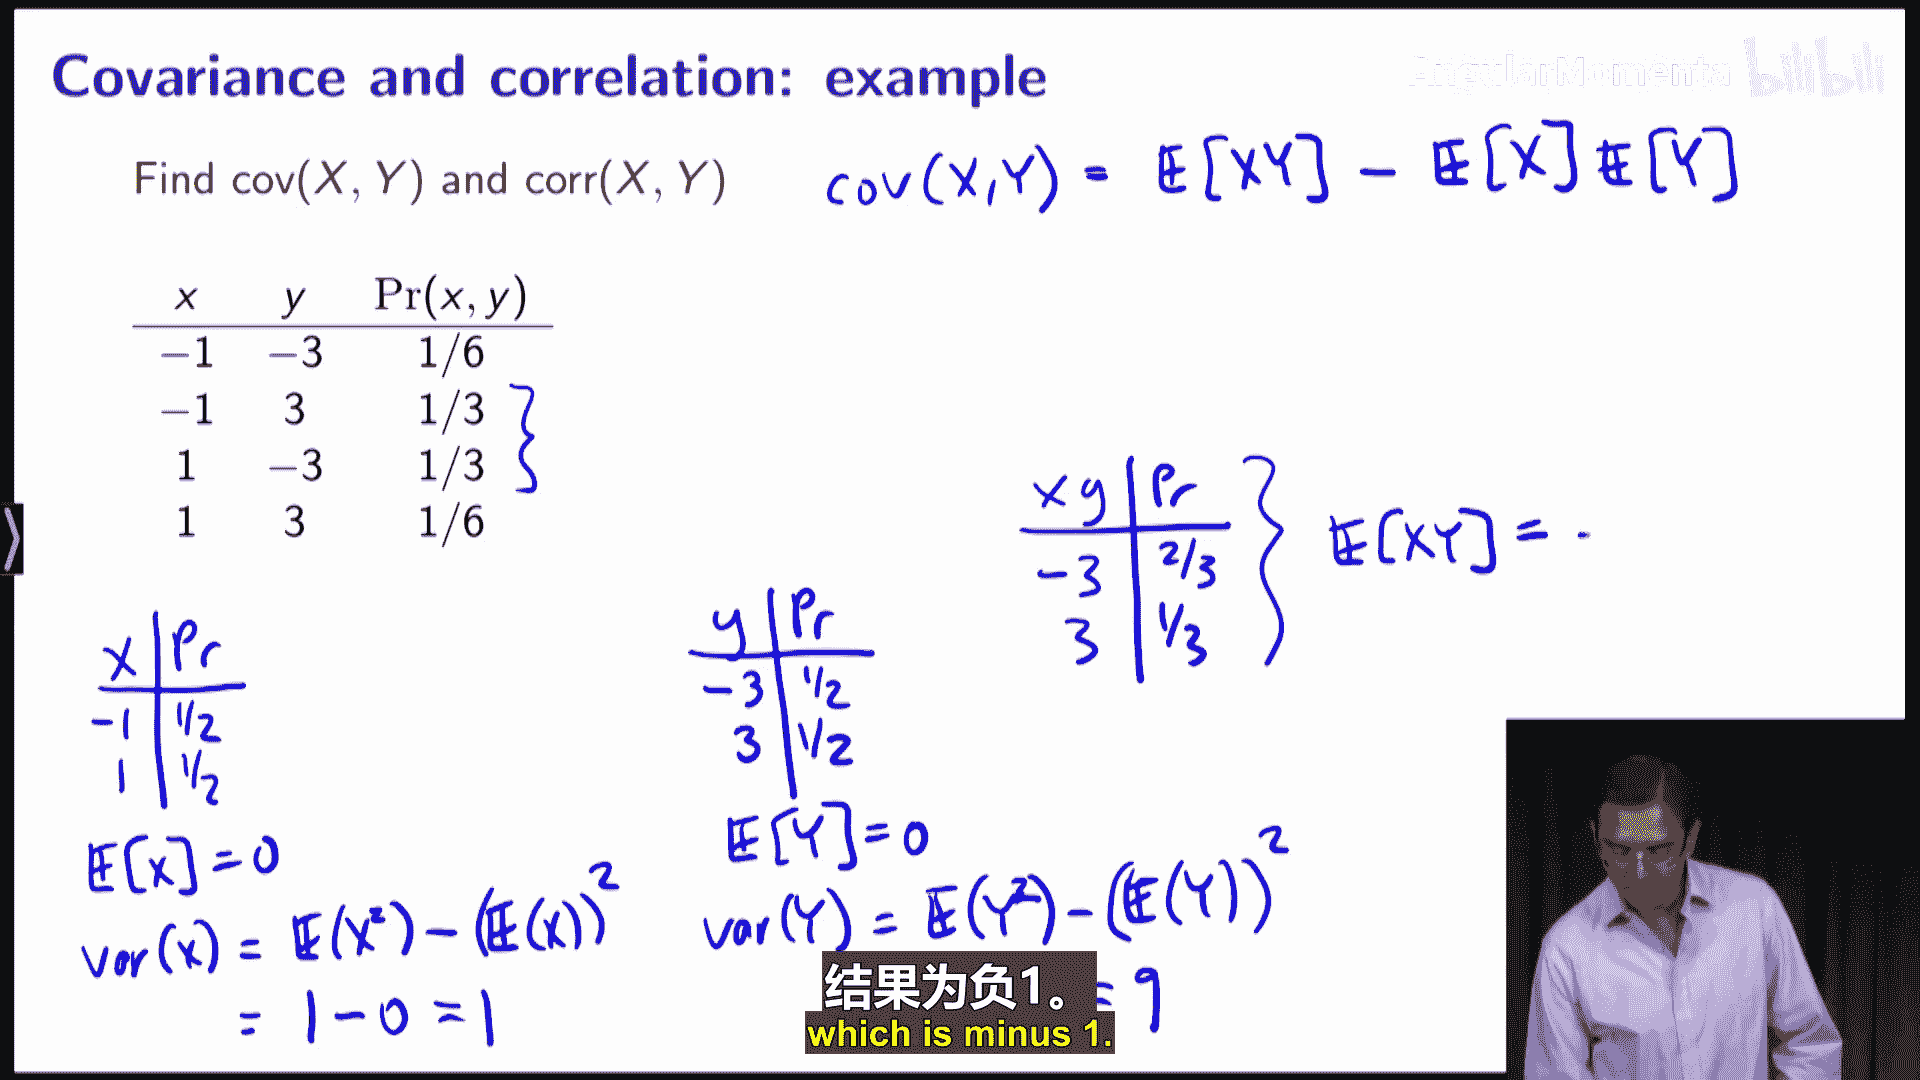 Covariance and correlation: example
AngularMomenta bilibili
Find cov(X, Y) and corr(X, Y)
cov(X,Y) = E[XY] - E[X]E[Y]
x y Pr(x, y)
−1 −3 1/6
−1 3 1/3
1 −3 1/3
1 3 1/6
xy Pr
-3 2/3
3 1/3
E[XY] =
x Pr
-1 1/2
1 1/2
E[X] = 0
var(X) = E(X²) - (E(X))²
= 1 - 0 = 1
y Pr
-3 1/2
3 1/2
E[Y] = 0
var(Y) = E(Y²) - (E(Y))²
= 9
结果为负1。
which is minus 1.